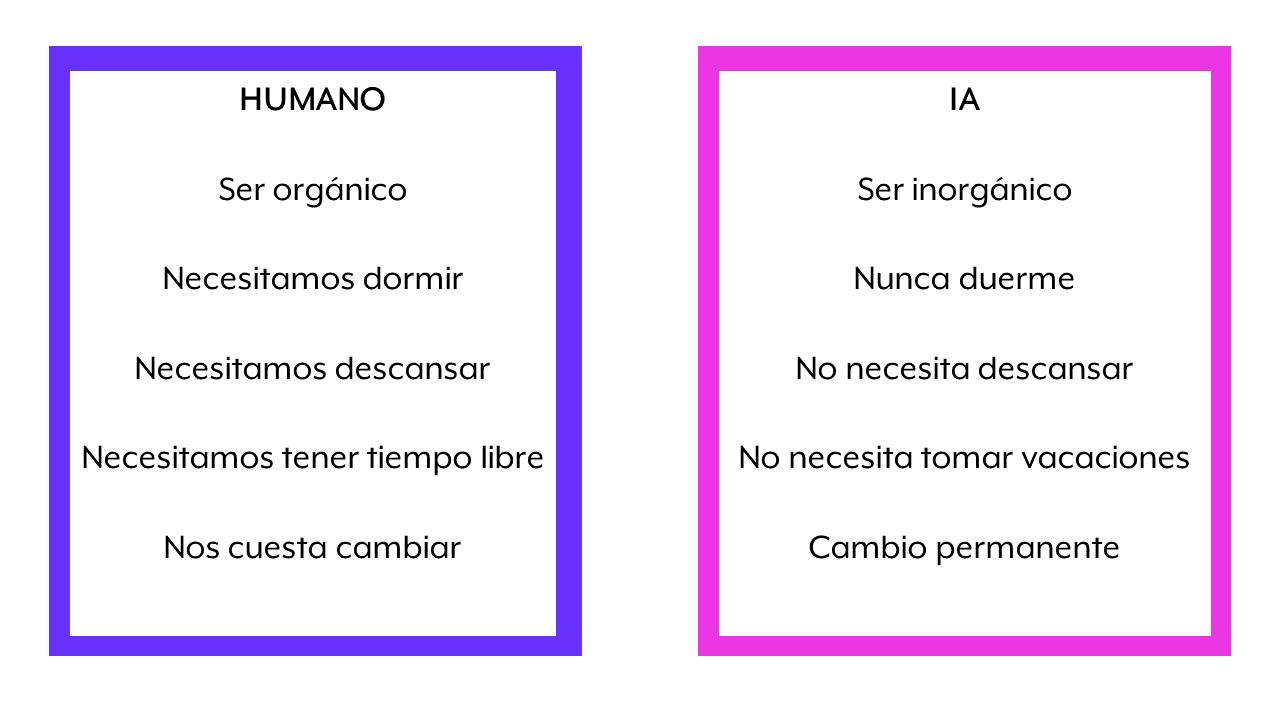 HUMANO
Ser orgánico
Necesitamos dormir
Necesitamos descansar
Necesitamos tener tiempo libre
Nos cuesta cambiar
IA
Ser inorgánico
Nunca duerme
No necesita descansar
No necesita tomar vacaciones
Cambio permanente